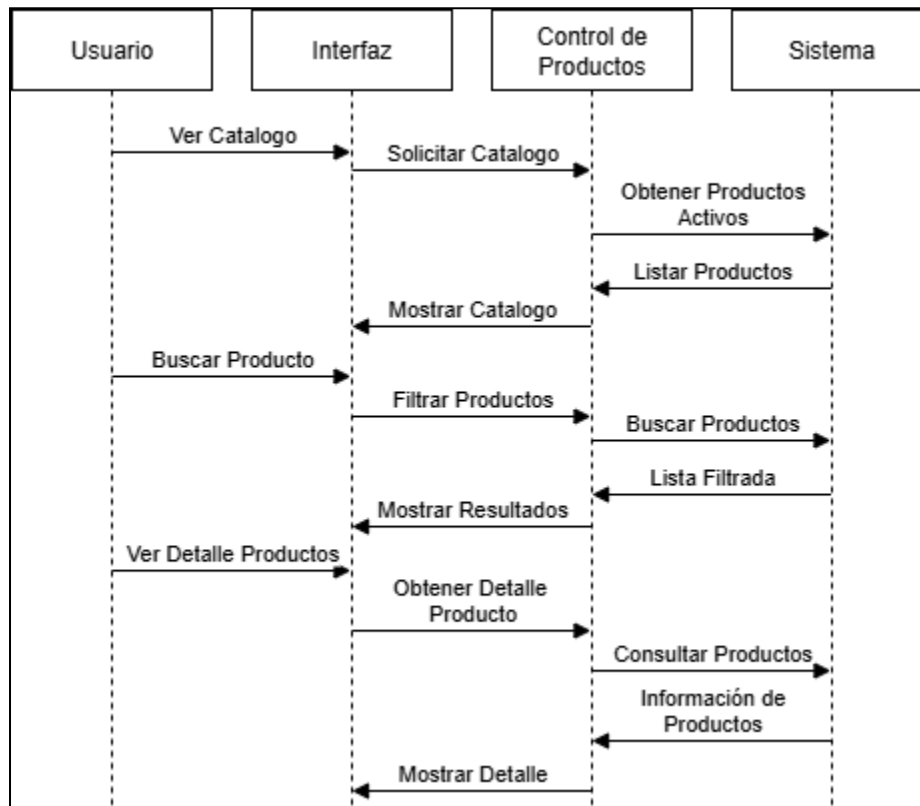 Usuario
Interfaz
Control de
Productos
Sistema
Ver Catalogo
Solicitar Catalogo
Obtener Productos
Activos
Listar Productos
Mostrar Catalogo
Buscar Producto
Filtrar Productos
Buscar Productos
Lista Filtrada
Mostrar Resultados
Ver Detalle Productos
Obtener Detalle
Producto
Consultar Productos
Información de
Productos
Mostrar Detalle